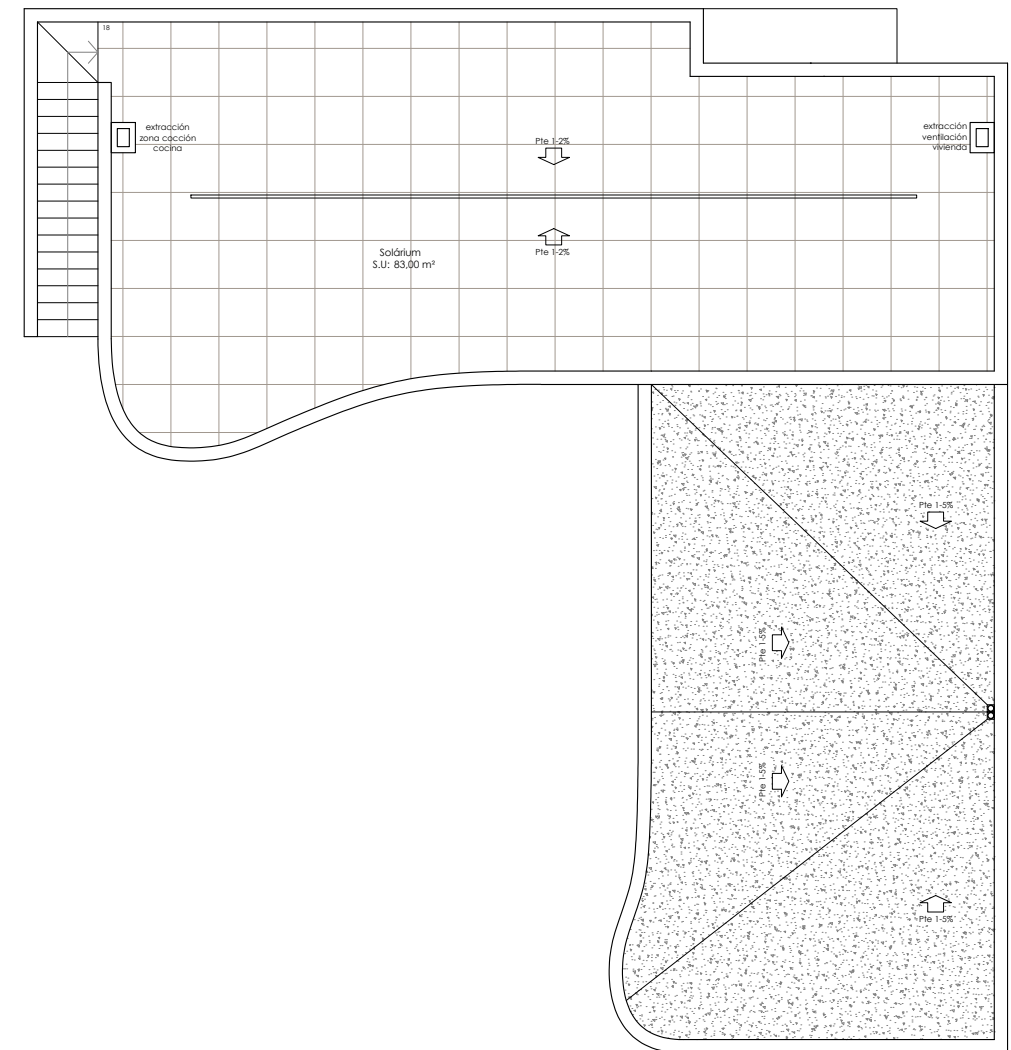 18
extracción
zona cocción
cocina
Pte 1-2%
extracción
ventilación
vivienda
Pte 1-2%
Solárium
S.U: 83,00 m²
Pte 1-5%
Pte 1-5%
Pte 1-5%
Pte 1-5%